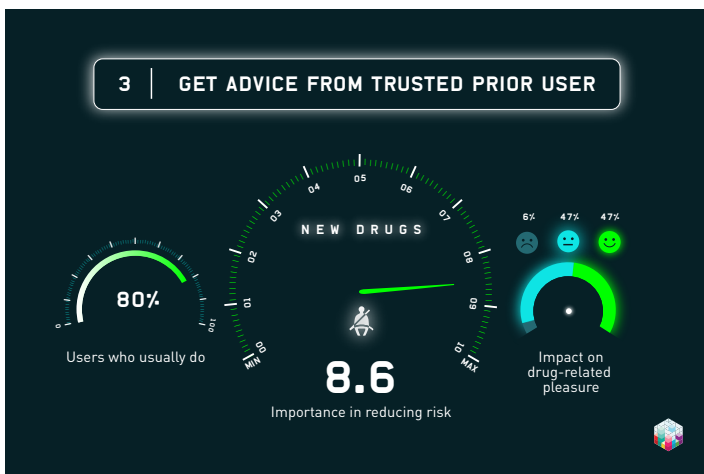 3 | GET ADVICE FROM TRUSTED PRIOR USER
NEW DRUGS
00
01
02
03
04
05
06
07
08
09
10
MIN
MAX
8.6
Importance in reducing risk
0
100
80%
Users who usually do
6% 47% 47%
Impact on
drug-related
pleasure